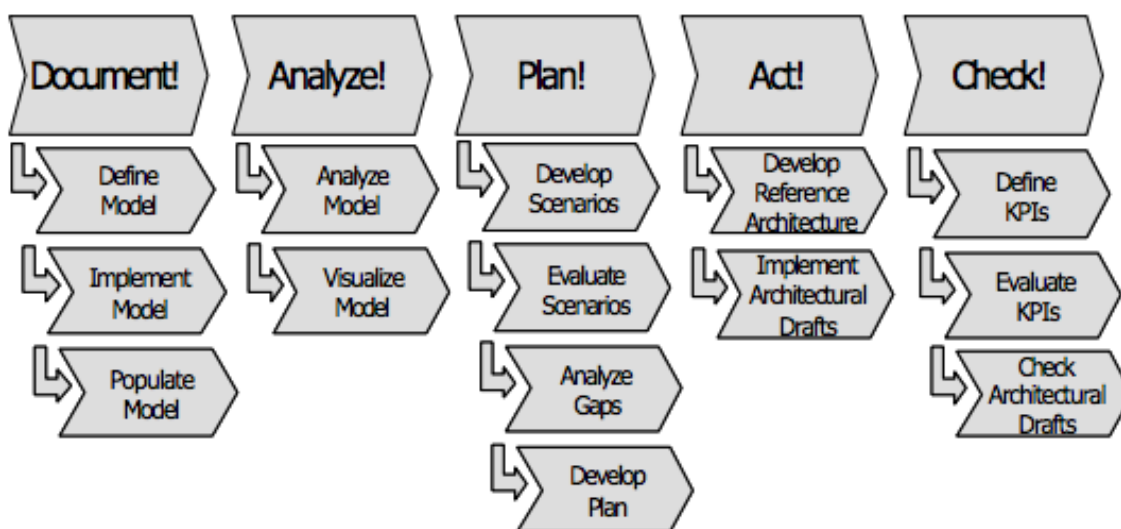 Document!
Define
Model
Implement
Model
Populate
Model
Analyze!
Analyze
Model
Visualize
Model
Plan!
Develop
Scenarios
Evaluate
Scenarios
Analyze
Gaps
Develop
Plan
Act!
Develop
Reference
Architecture
Implement
Architectural
Drafts
Check!
Define
KPIs
Evaluate
KPIs
Check
Architectural
Drafts